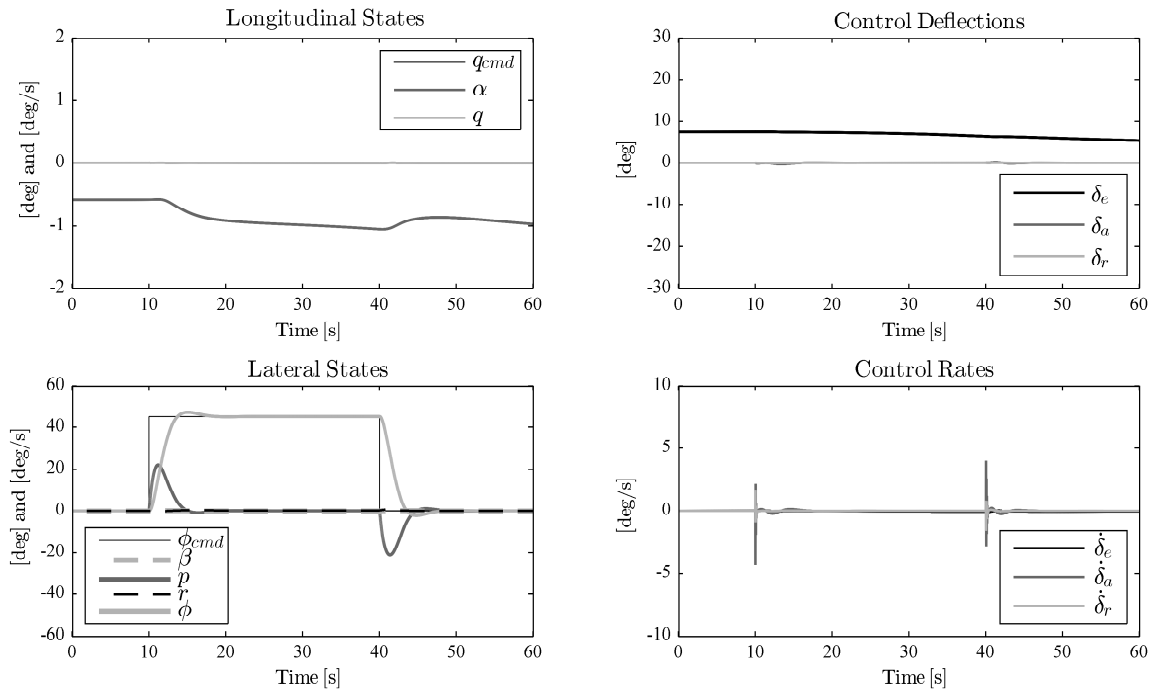 Longitudinal States
[deg] and [deg/s]
2
1
0
-1
-2
q_cmd
α
q
0 10 20 30 40 50 60
Time [s]
Control Deflections
[deg]
30
20
10
0
-10
-20
-30
δ_e
δ_a
δ_r
0 10 20 30 40 50 60
Time [s]
Lateral States
[deg] and [deg/s]
60
40
20
0
-20
-40
-60
ϕ_cmd
β
p
r
ϕ
0 10 20 30 40 50 60
Time [s]
Control Rates
[deg/s]
10
5
0
-5
-10
δ̇_e
δ̇_a
δ̇_r
0 10 20 30 40 50 60
Time [s]